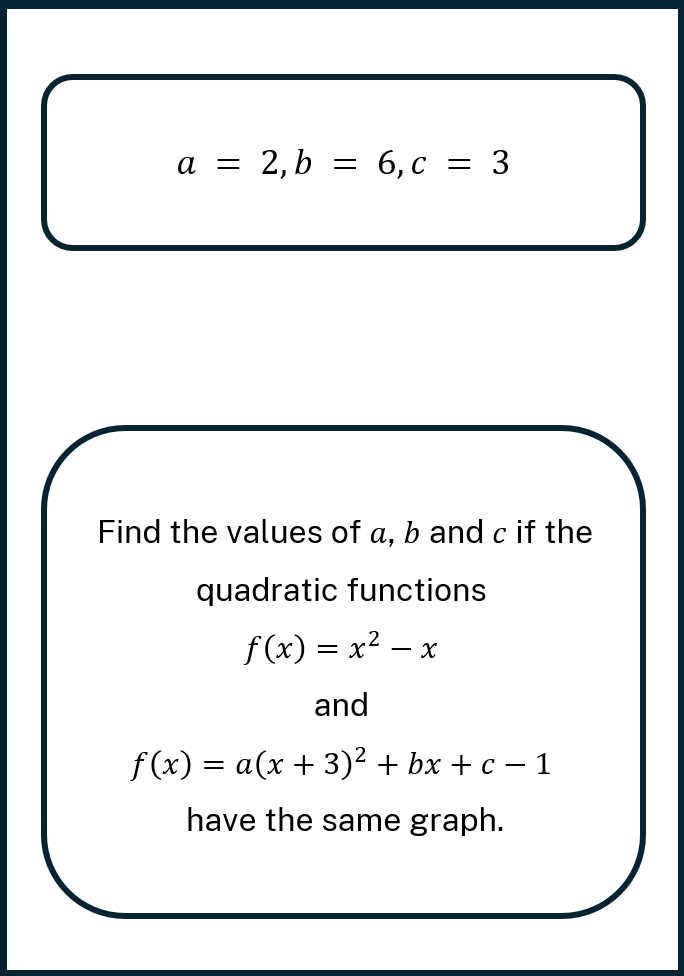 a = 2, b = 6, c = 3
Find the values of a, b and c if the
quadratic functions
f(x) = x² − x
and
f(x) = a(x + 3)² + bx + c − 1
have the same graph.